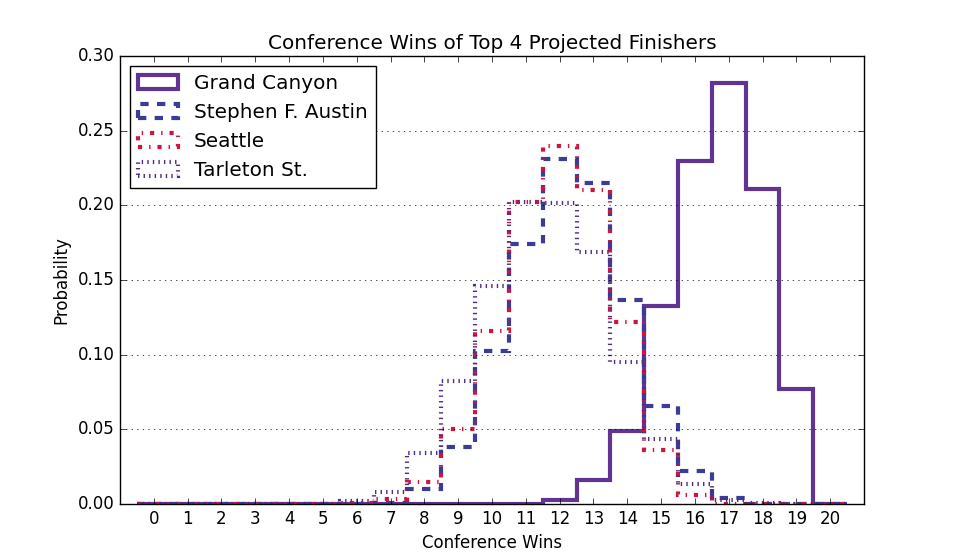 Conference Wins of Top 4 Projected Finishers
Grand Canyon
Stephen F. Austin
Seattle
Tarleton St.
0.30
0.25
0.20
0.15
0.10
0.05
0.00
Probability
0 1 2 3 4 5 6 7 8 9 10 11 12 13 14 15 16 17 18 19 20
Conference Wins